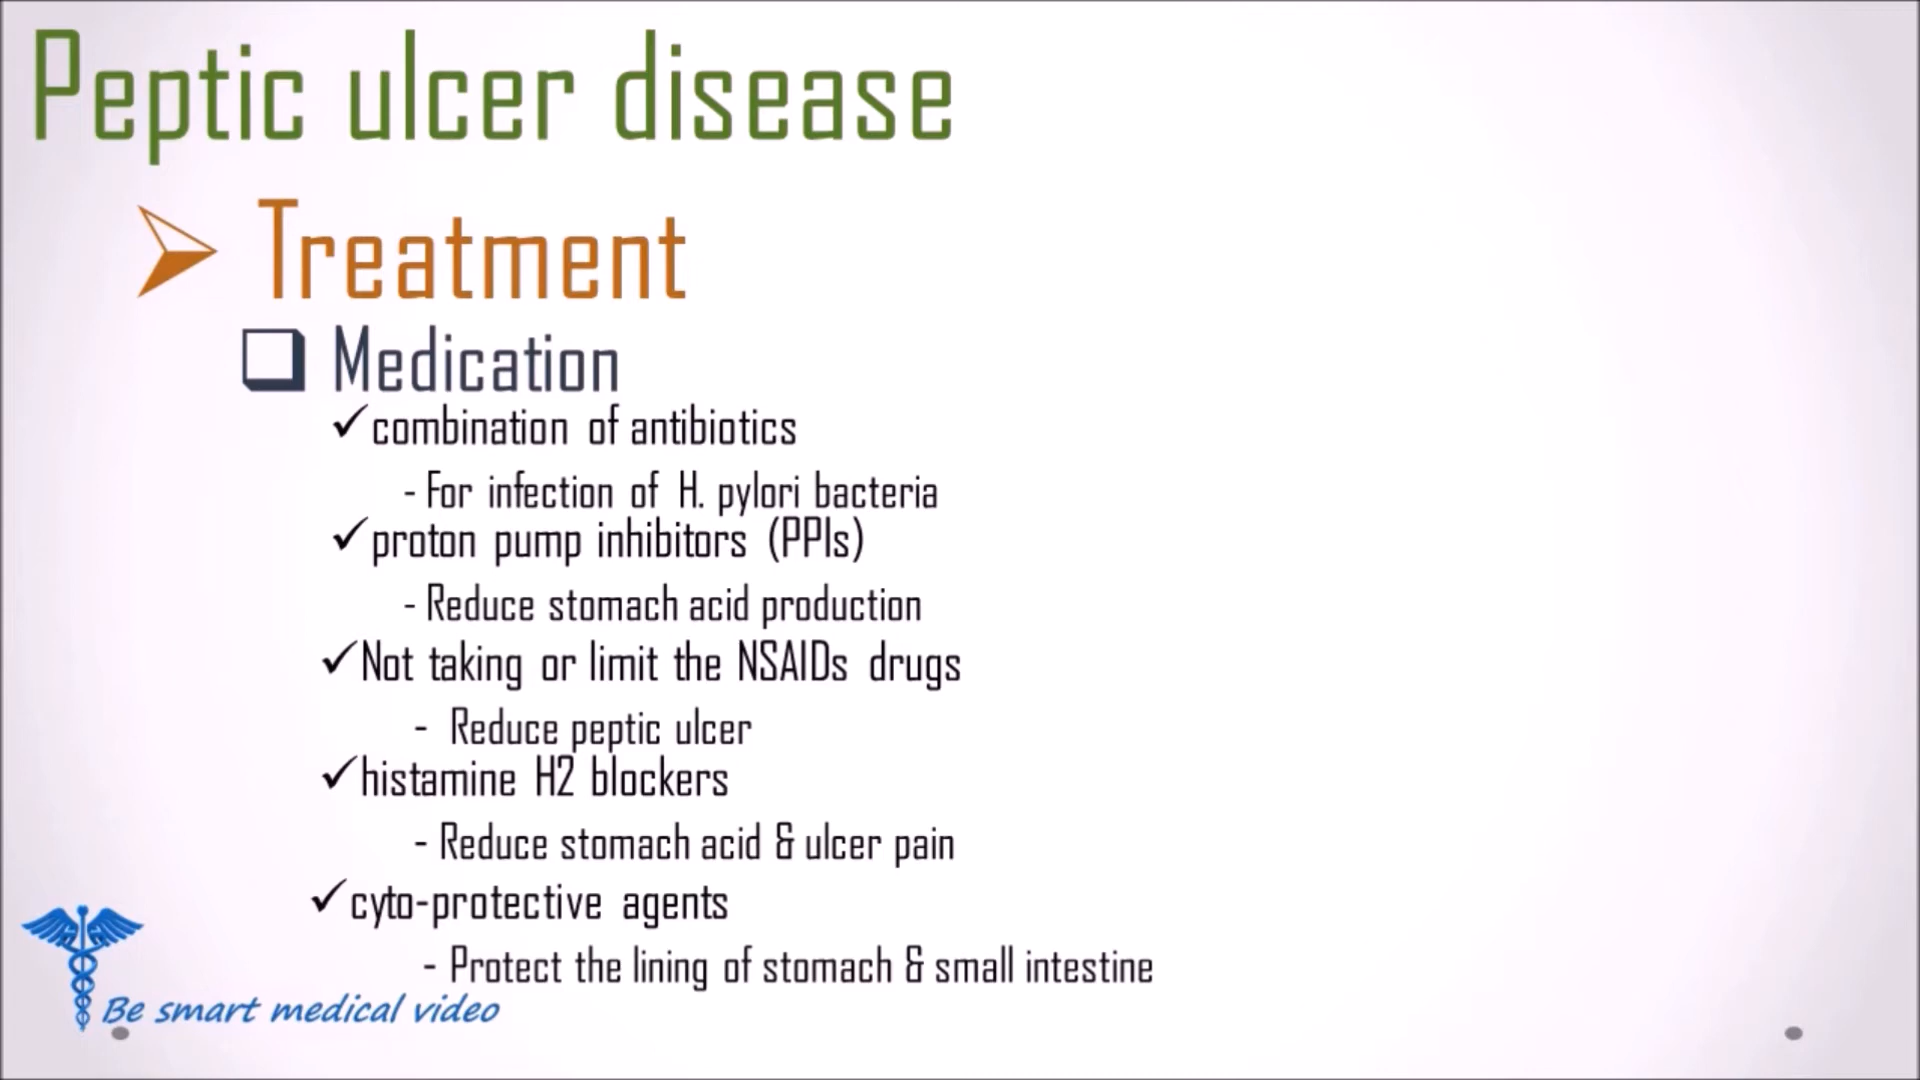 Peptic ulcer disease
Treatment
Medication
combination of antibiotics
- For infection of H. pylori bacteria
proton pump inhibitors (PPIs)
- Reduce stomach acid production
Not taking or limit the NSAIDs drugs
- Reduce peptic ulcer
histamine H2 blockers
- Reduce stomach acid & ulcer pain
cyto-protective agents
- Protect the lining of stomach & small intestine
Be smart medical video